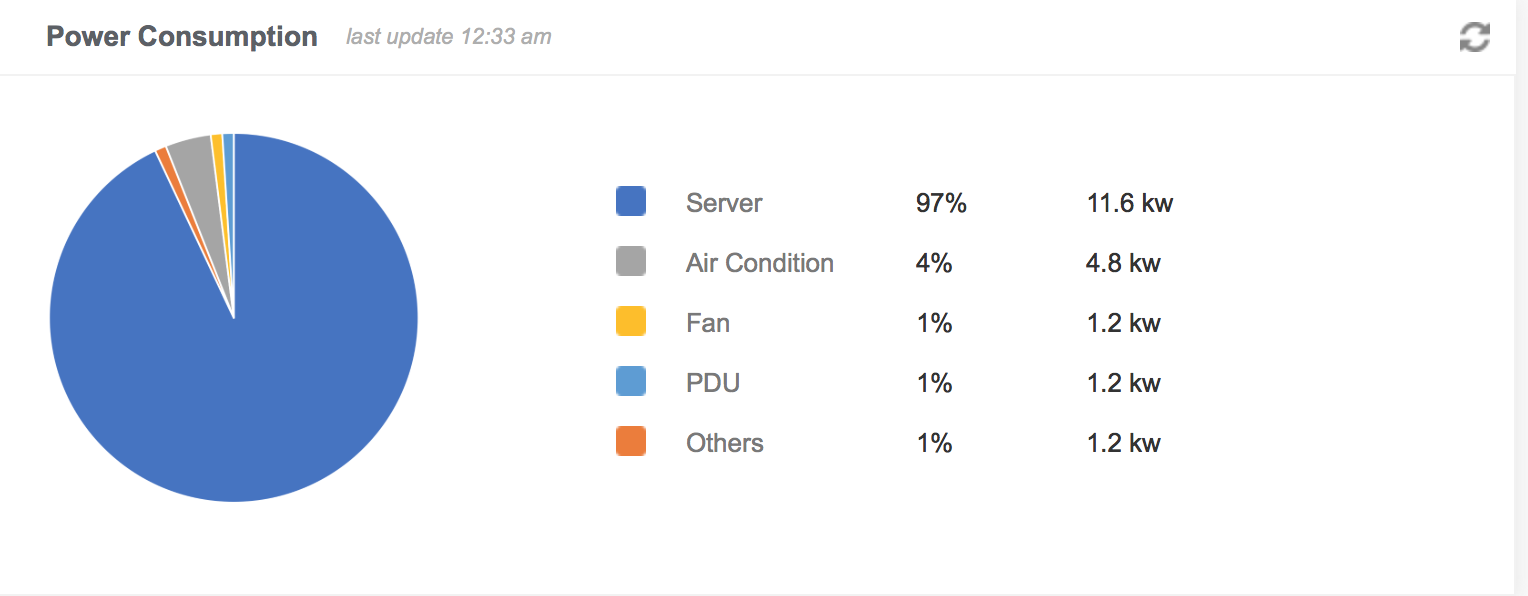 Power Consumption last update 12:33 am
Server 97% 11.6 kw
Air Condition 4% 4.8 kw
Fan 1% 1.2 kw
PDU 1% 1.2 kw
Others 1% 1.2 kw